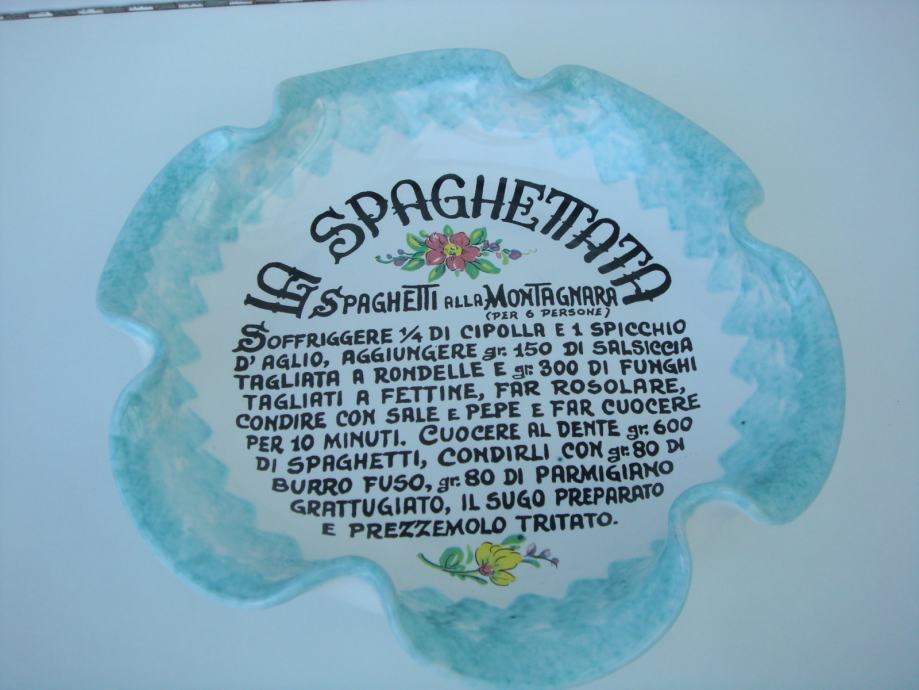 LA SPAGHETTATA
SPAGHETTI ALLA MONTAGNARA
(PER 6 PERSONE)
SOFFRIGGERE 1/4 DI CIPOLLA E 1 SPICCHIO
D'AGLIO, AGGIUNGERE gr. 150 DI SALSICCIA
TAGLIATA A RONDELLE E gr 300 DI FUNGHI
TAGLIATI A FETTINE, FAR ROSOLARE,
CONDIRE CON SALE E PEPE E FAR CUOCERE
PER 10 MINUTI. CUOCERE AL DENTE gr. 600
DI SPAGHETTI, CONDIRLI CON gr. 80 DI
BURRO FUSO, gr. 80 DI PARMIGIANO
GRATTUGIATO, IL SUGO PREPARATO
E PREZZEMOLO TRITATO.